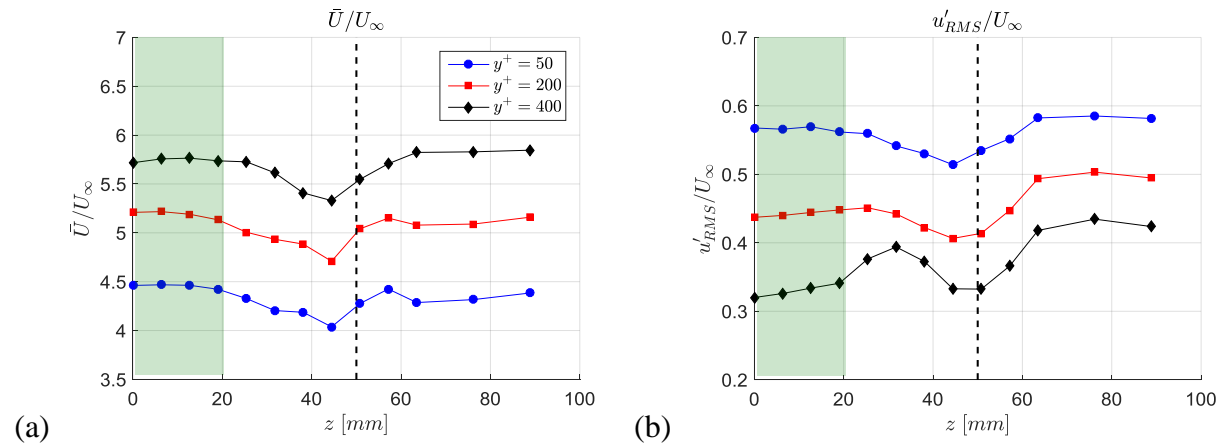 Ū/U∞
7
6.5
6
5.5
5
4.5
4
3.5
Ū/U∞
y⁺ = 50
y⁺ = 200
y⁺ = 400
0
20
40
60
80
100
z [mm]
(a)
u′RMS/U∞
0.7
0.6
0.5
0.4
0.3
0.2
u′RMS/U∞
0
20
40
60
80
100
z [mm]
(b)